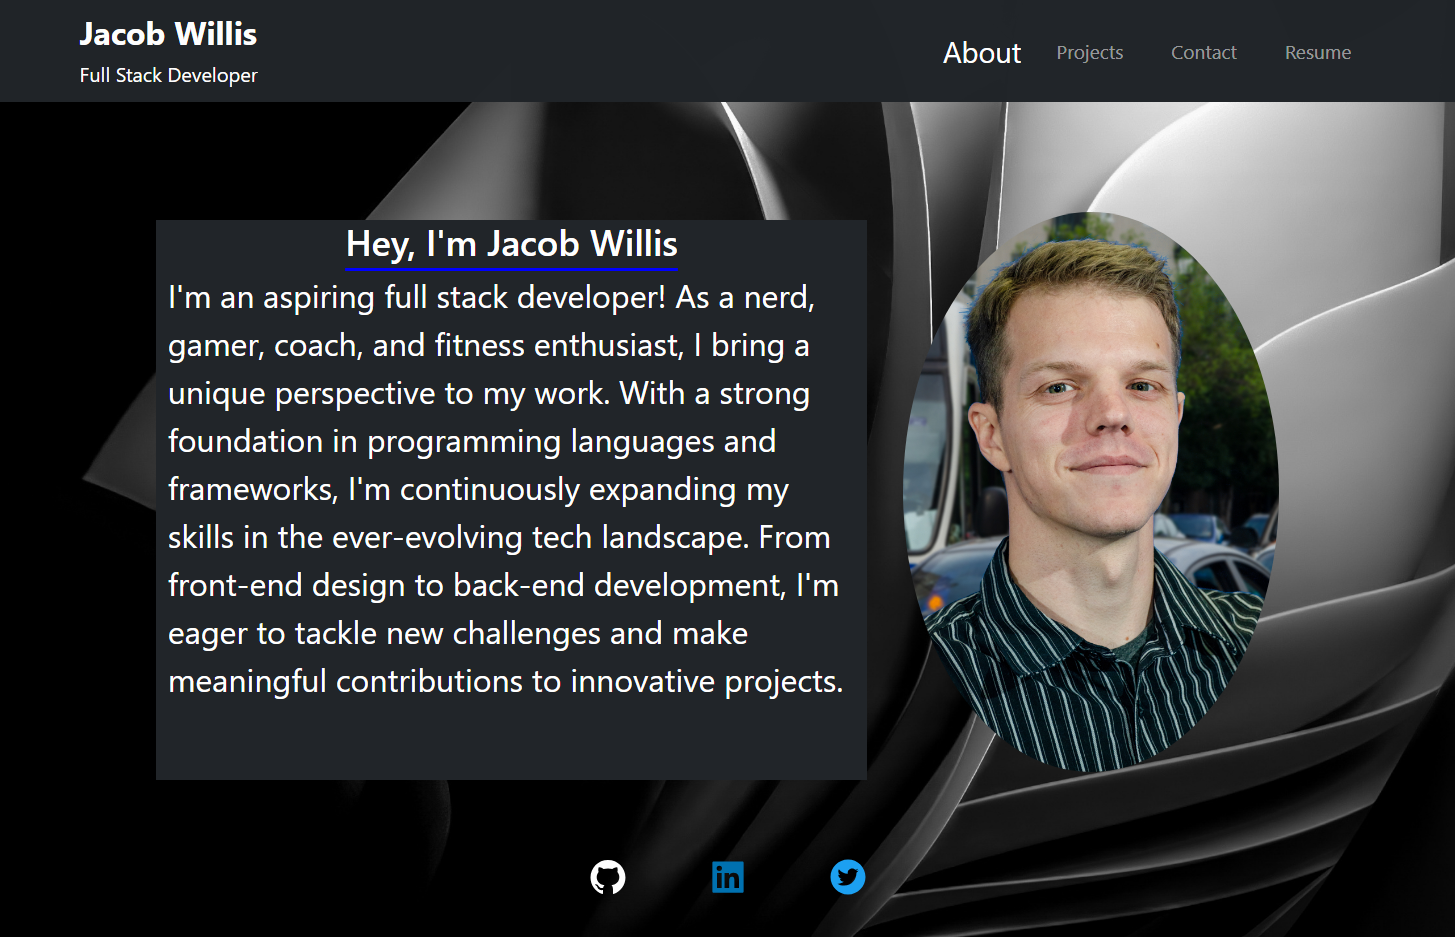 Jacob Willis
Full Stack Developer
About Projects Contact Resume
Hey, I'm Jacob Willis
I'm an aspiring full stack developer! As a nerd,
gamer, coach, and fitness enthusiast, I bring a
unique perspective to my work. With a strong
foundation in programming languages and
frameworks, I'm continuously expanding my
skills in the ever-evolving tech landscape. From
front-end design to back-end development, I'm
eager to tackle new challenges and make
meaningful contributions to innovative projects.
in